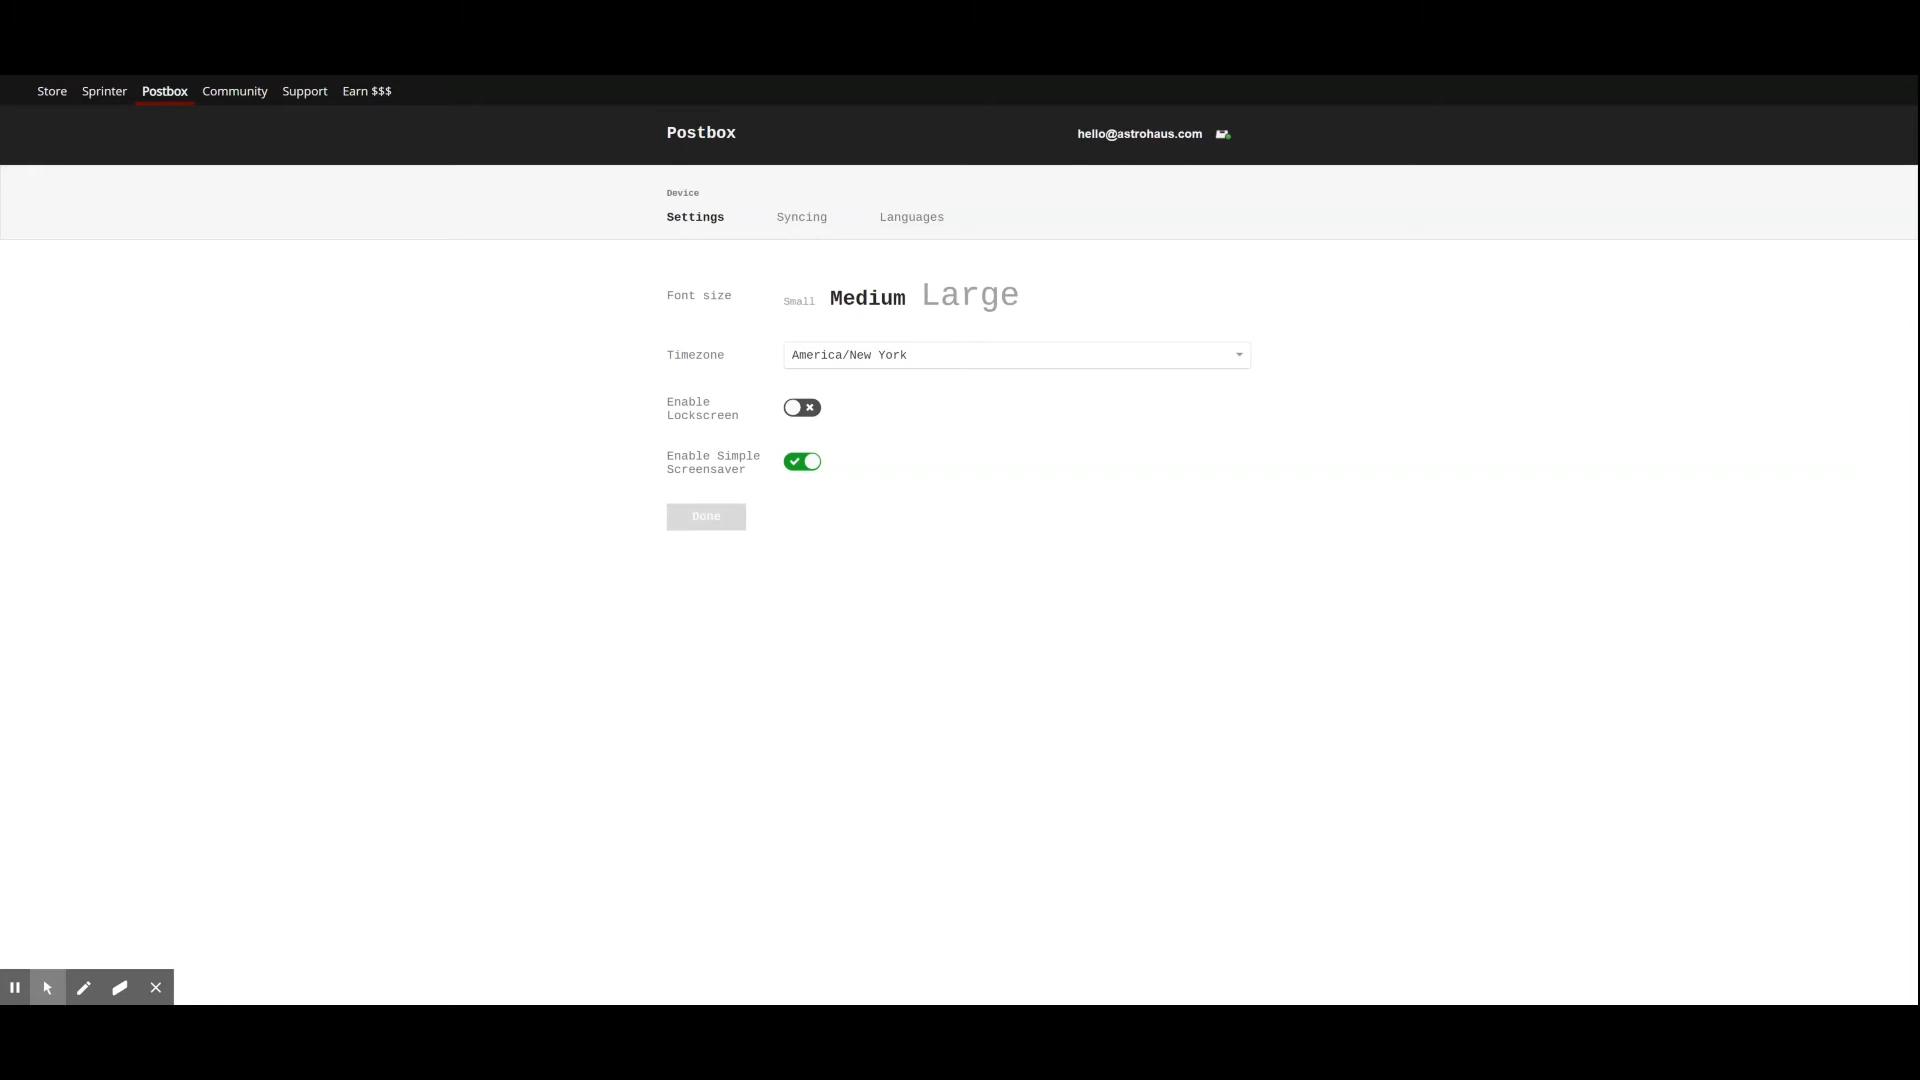 Store Sprinter Postbox Community Support Earn $$$
Postbox hello@astrohaus.com
Device
Settings Syncing Languages
Font size Small Medium Large
Timezone America/New York
Enable
Lockscreen
Enable Simple
Screensaver
Done